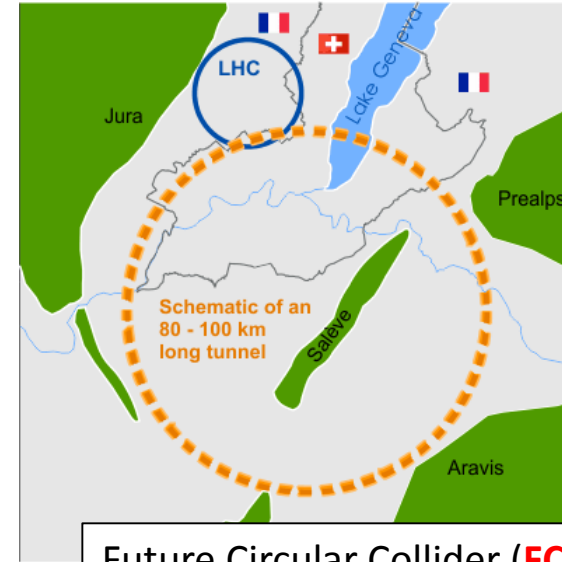 LHC
Lake Geneva
Jura
Prealps
Schematic of an
80 - 100 km
long tunnel
Salève
Aravis
Future Circular Collider (FC